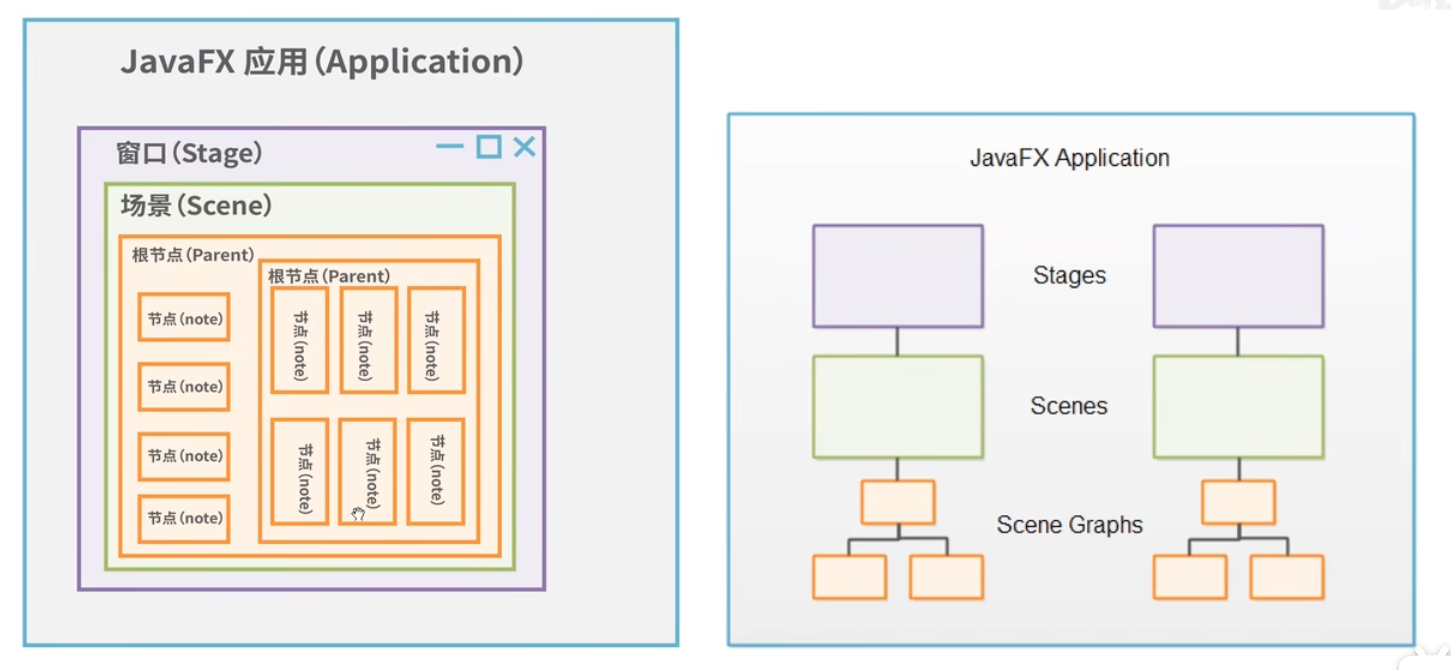 JavaFX 应用（Application）
窗口（Stage）
场景（Scene）
根节点（Parent）
根节点（Parent）
节点（note）
节点（note）
节点（note）
节点（note）
节点（note）
节点（note）
节点（note）
节点（note）
节点（note）
节点（note）
JavaFX Application
Stages
Scenes
Scene Graphs